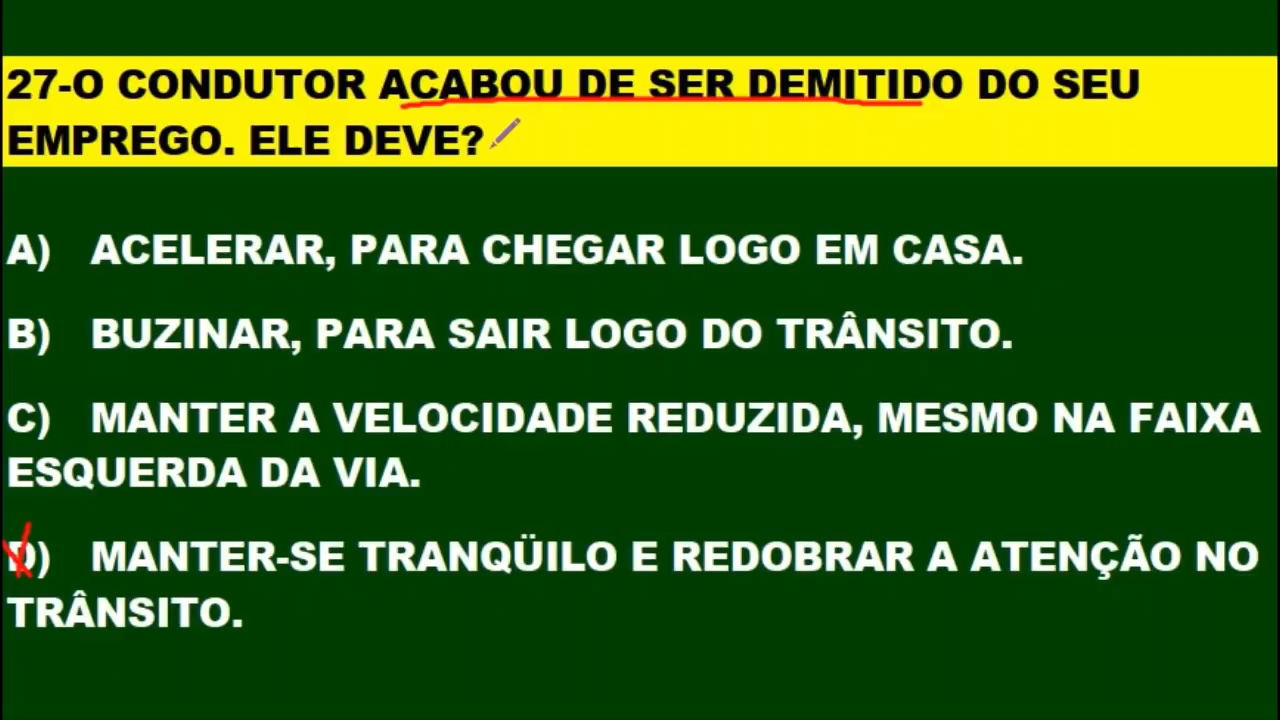 27-O CONDUTOR ACABOU DE SER DEMITIDO DO SEU
EMPREGO. ELE DEVE?
A) ACELERAR, PARA CHEGAR LOGO EM CASA.
B) BUZINAR, PARA SAIR LOGO DO TRÂNSITO.
C) MANTER A VELOCIDADE REDUZIDA, MESMO NA FAIXA
ESQUERDA DA VIA.
D) MANTER-SE TRANQÜILO E REDOBRAR A ATENÇÃO NO
TRÂNSITO.